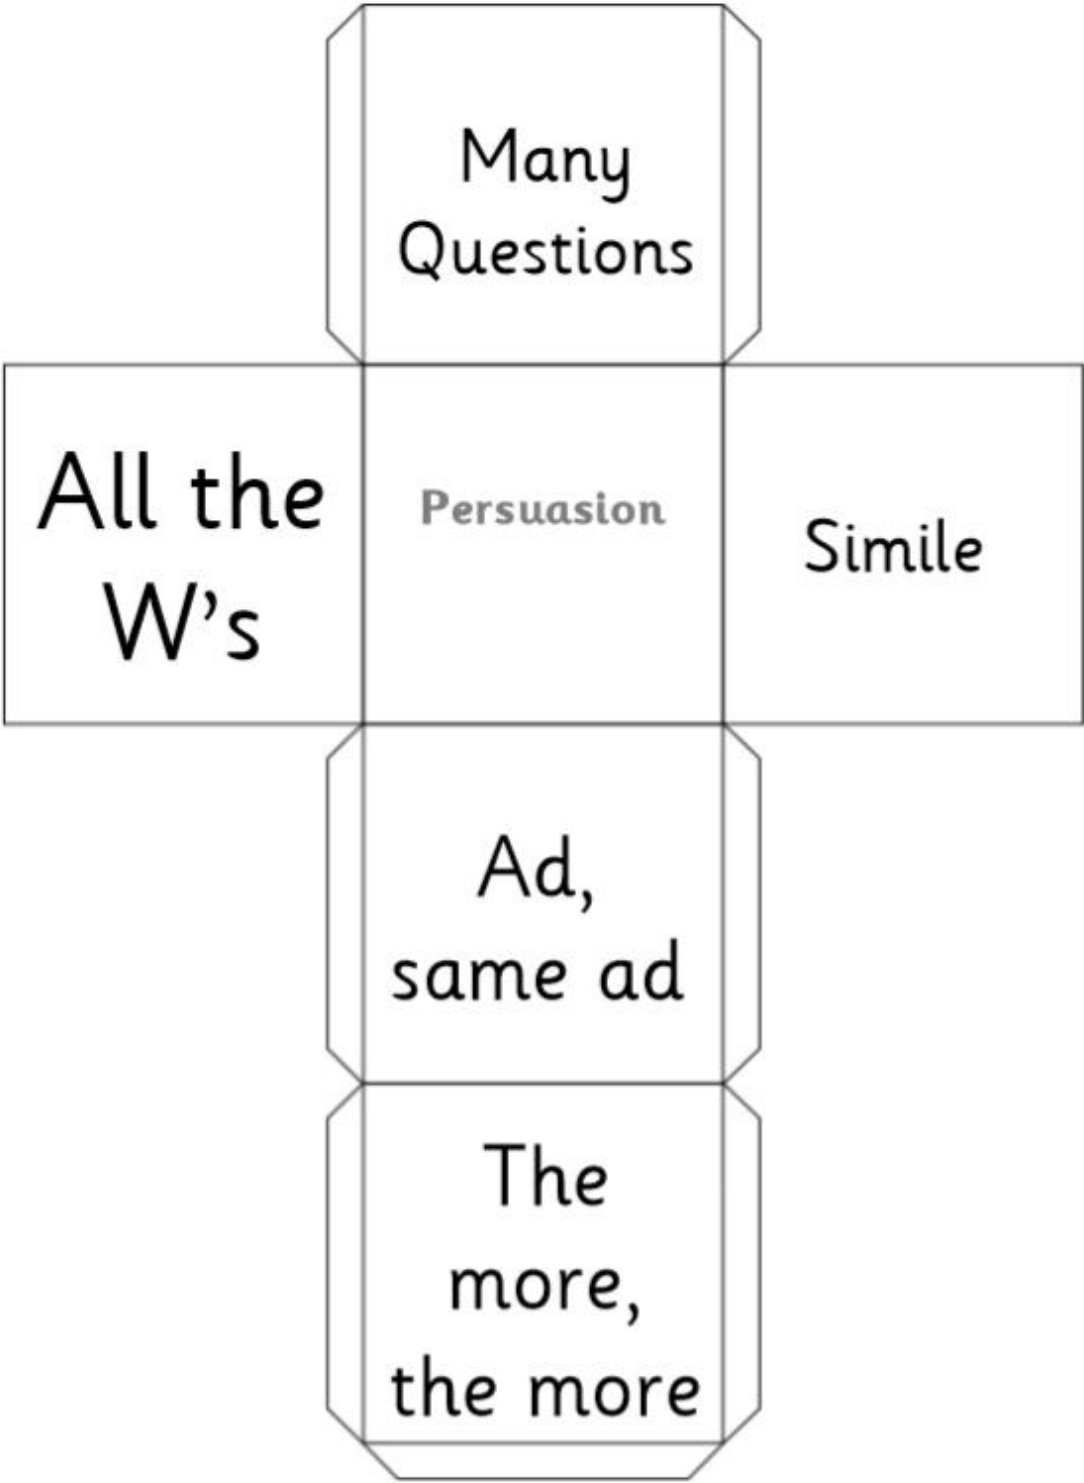 Many
Questions
All the
W's
Persuasion
Simile
Ad,
same ad
The
more,
the more